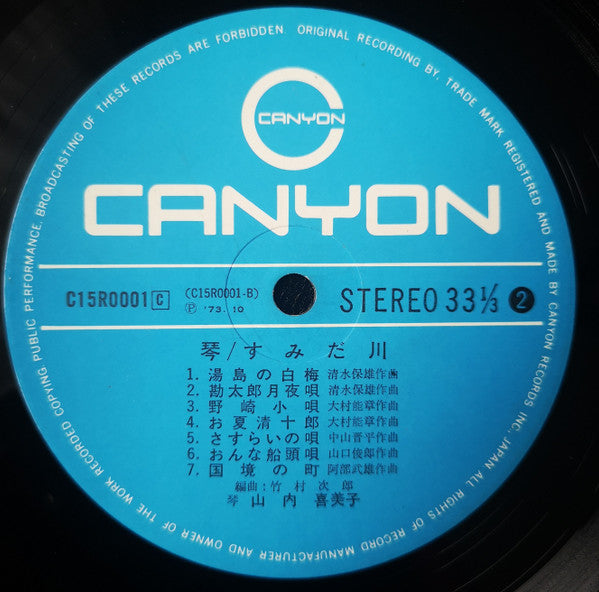 BROADCASTING OF THESE RECORDS ARE FORBIDDEN ORIGINAL RECORDING BY, TRADE MARK REGISTERED AND MADE BY CANYON RECORDS INC. JAPAN ALL RIGHTS OF RECORD MANUFACTURER AND OWNER OF THE WORK RECORDED COPYING PUBLIC PERFORMANCE,
CANYON
CANYON
C15R0001 C (C15R0001-B) STEREO 33⅓ 2
Ⓟ '73. 10
琴/すみだ川
1. 湯島の白梅 清水保雄作曲
2. 勘太郎月夜唄 清水保雄作曲
3. 野崎小唄 大村能章作曲
4. お夏清十郎 大村能章作曲
5. さすらいの唄 中山晋平作曲
6. おんな船頭唄 山口俊郎作曲
7. 国境の町 阿部武雄作曲
編曲:竹村次郎
琴 山内喜美子